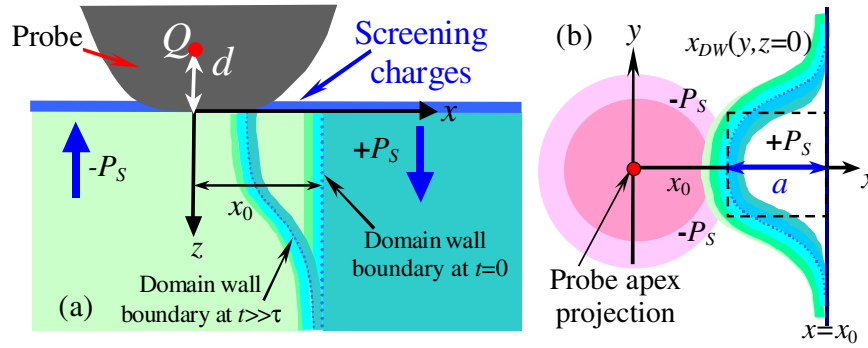 Probe
Q
d
Screening
charges
x
-P_S
+P_S
x_0
z
Domain wall
boundary at t=0
Domain wall
boundary at t>>τ
(a)
(b)
y
x_DW(y,z=0)
-P_S
+P_S
x_0
a
-P_S
Probe apex
projection
x=x_0